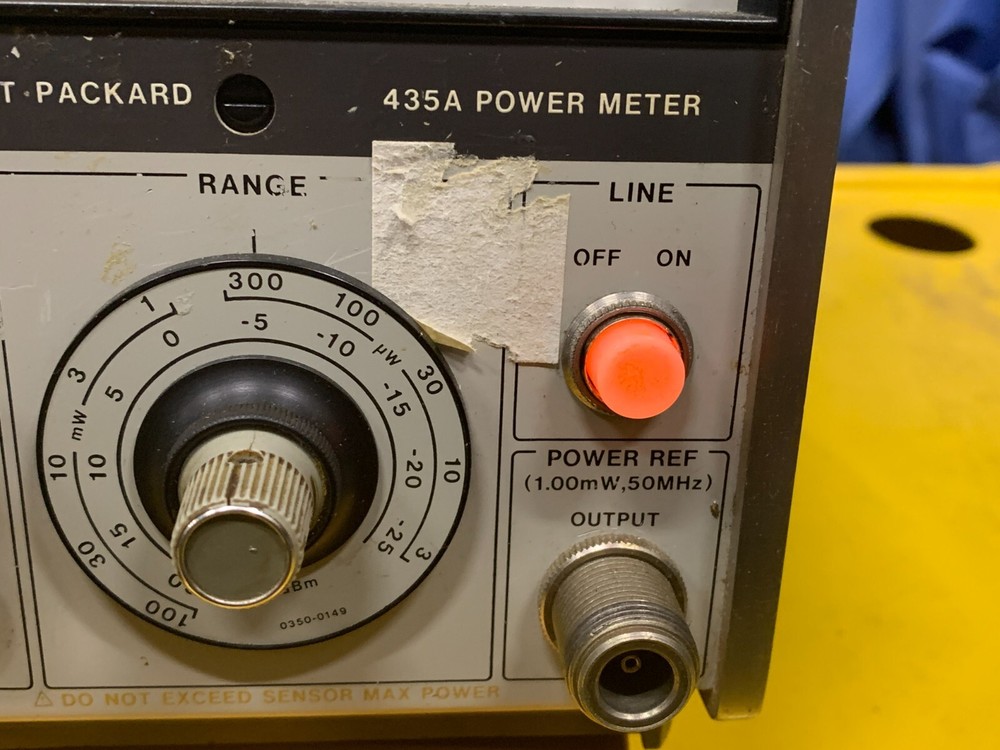 T·PACKARD
435A POWER METER
RANGE
LINE
OFF ON
300
100
µW
30
10
3
1
3
mW
10
30
100
-5
-10
-15
-20
-25
0
5
10
15
dBm
0350-0149
POWER REF
(1.00mW,50MHz)
OUTPUT
⚠ DO NOT EXCEED SENSOR MAX POWER